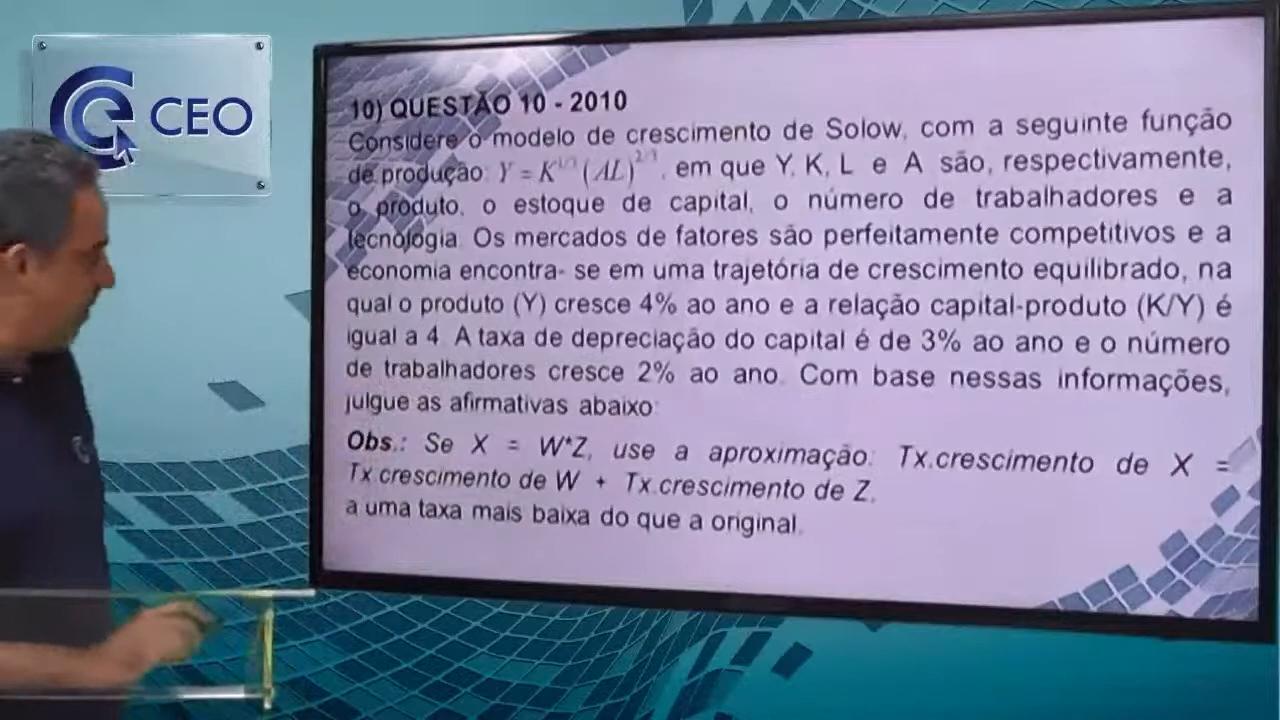 CEO
10) QUESTÃO 10 - 2010
Considere o modelo de crescimento de Solow, com a seguinte função
de produção: Y = K^{1/3} (AL)^{2/3}, em que Y, K, L e A são, respectivamente,
o produto, o estoque de capital, o número de trabalhadores e a
tecnologia. Os mercados de fatores são perfeitamente competitivos e a
economia encontra- se em uma trajetória de crescimento equilibrado, na
qual o produto (Y) cresce 4% ao ano e a relação capital-produto (K/Y) é
igual a 4. A taxa de depreciação do capital é de 3% ao ano e o número
de trabalhadores cresce 2% ao ano. Com base nessas informações,
julgue as afirmativas abaixo:
Obs.: Se X = W*Z, use a aproximação: Tx.crescimento de X =
Tx.crescimento de W + Tx.crescimento de Z.
a uma taxa mais baixa do que a original.